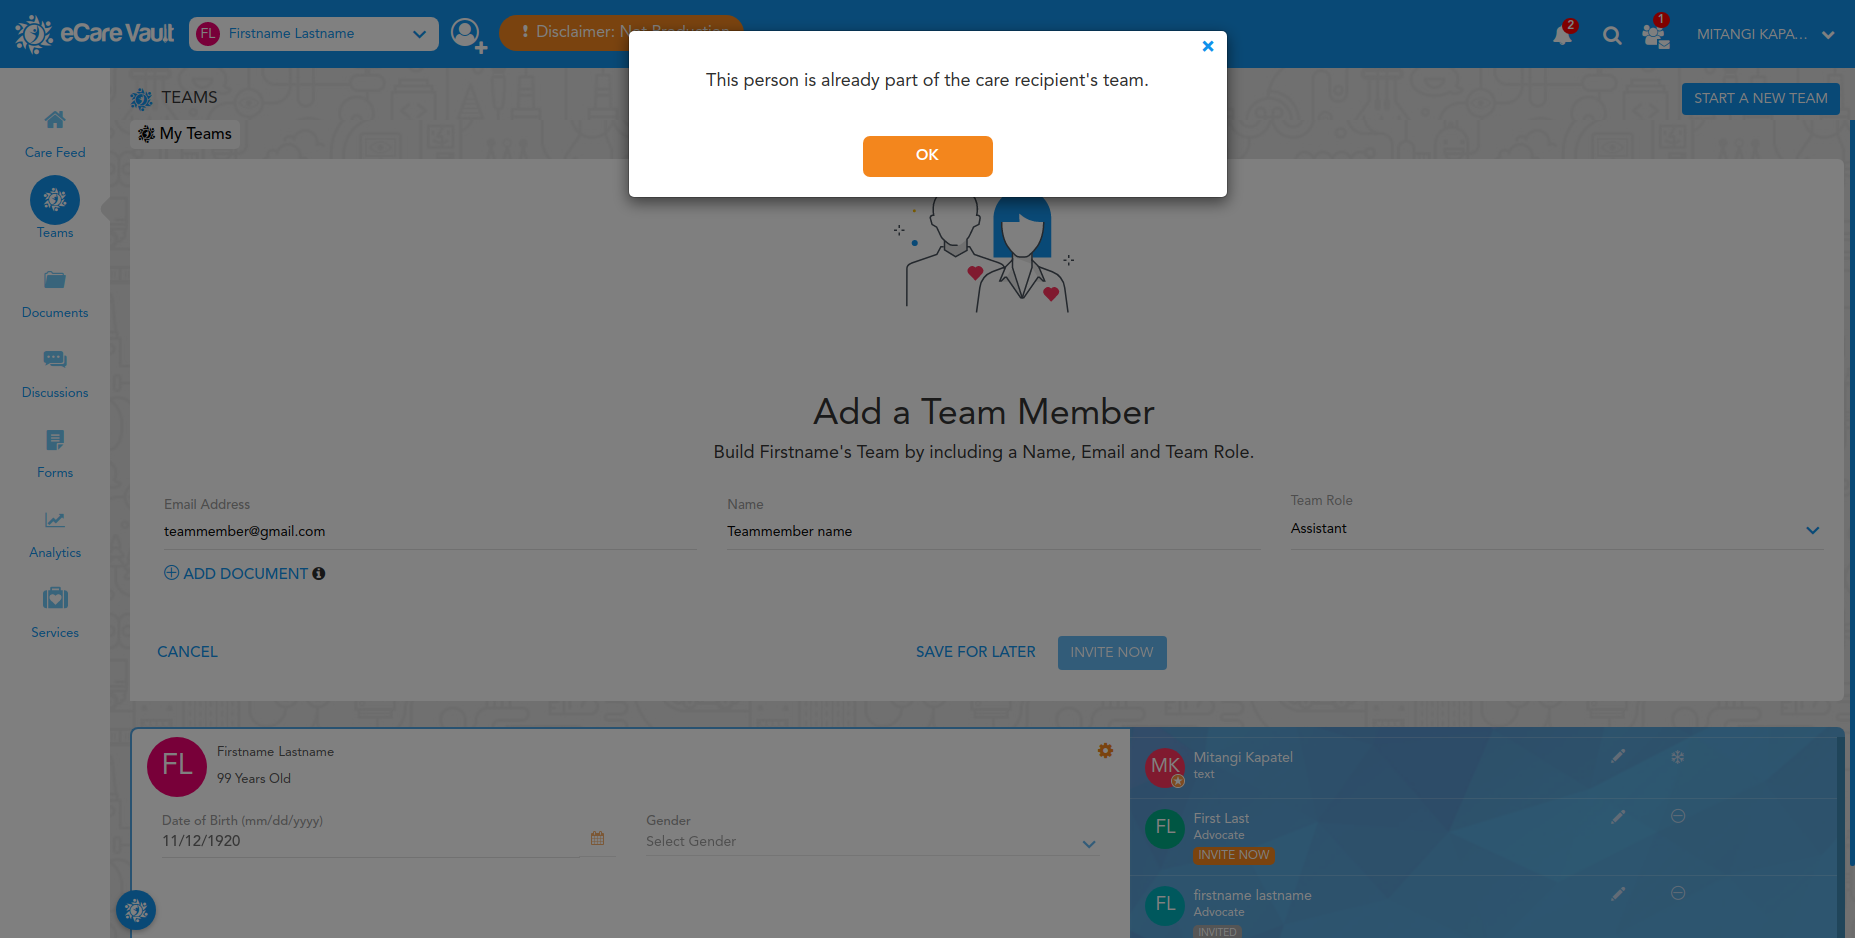 eCare Vault
FL Firstname Lastname
Disclaimer: Not Production
2
1
MITANGI KAPA...
This person is already part of the care recipient's team.
OK
TEAMS
START A NEW TEAM
My Teams
Care Feed
Teams
Documents
Discussions
Forms
Analytics
Services
Add a Team Member
Build Firstname's Team by including a Name, Email and Team Role.
Email Address
teammember@gmail.com
Name
Teammember name
Team Role
Assistant
ADD DOCUMENT
CANCEL
SAVE FOR LATER
INVITE NOW
FL
Firstname Lastname
99 Years Old
Date of Birth (mm/dd/yyyy)
11/12/1920
Gender
Select Gender
MK
Mitangi Kapatel
text
FL
First Last
Advocate
INVITE NOW
FL
firstname lastname
Advocate
INVITED